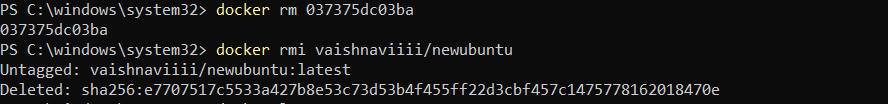 PS C:\windows\system32> docker rm 037375dc03ba
037375dc03ba
PS C:\windows\system32> docker rmi vaishnaviiii/newubuntu
Untagged: vaishnaviiii/newubuntu:latest
Deleted: sha256:e7707517c5533a427b8e53c73d53b4f455ff22d3cbf457c1475778162018470e